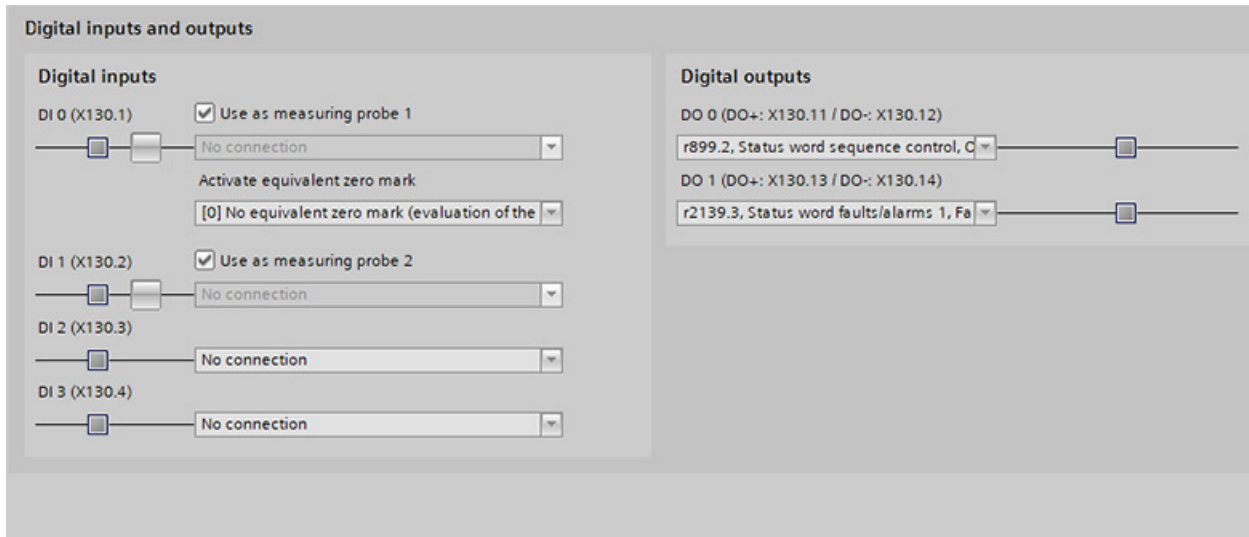 Digital inputs and outputs
Digital inputs
DI 0 (X130.1)
Use as measuring probe 1
No connection
Activate equivalent zero mark
[0] No equivalent zero mark (evaluation of the
DI 1 (X130.2)
Use as measuring probe 2
No connection
DI 2 (X130.3)
No connection
DI 3 (X130.4)
No connection
Digital outputs
DO 0 (DO+: X130.11 / DO-: X130.12)
r899.2, Status word sequence control, O
DO 1 (DO+: X130.13 / DO-: X130.14)
r2139.3, Status word faults/alarms 1, Fa